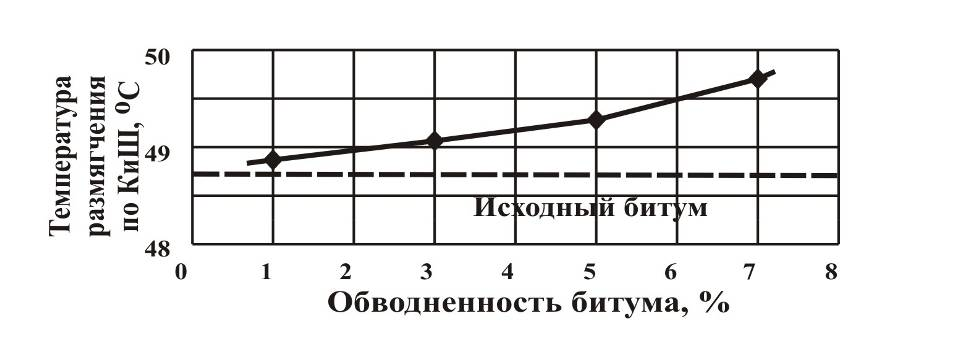 Температура
размягчения
по КиШ, ºС
50
49
48
Исходный битум
0 1 2 3 4 5 6 7 8
Обводненность битума, %